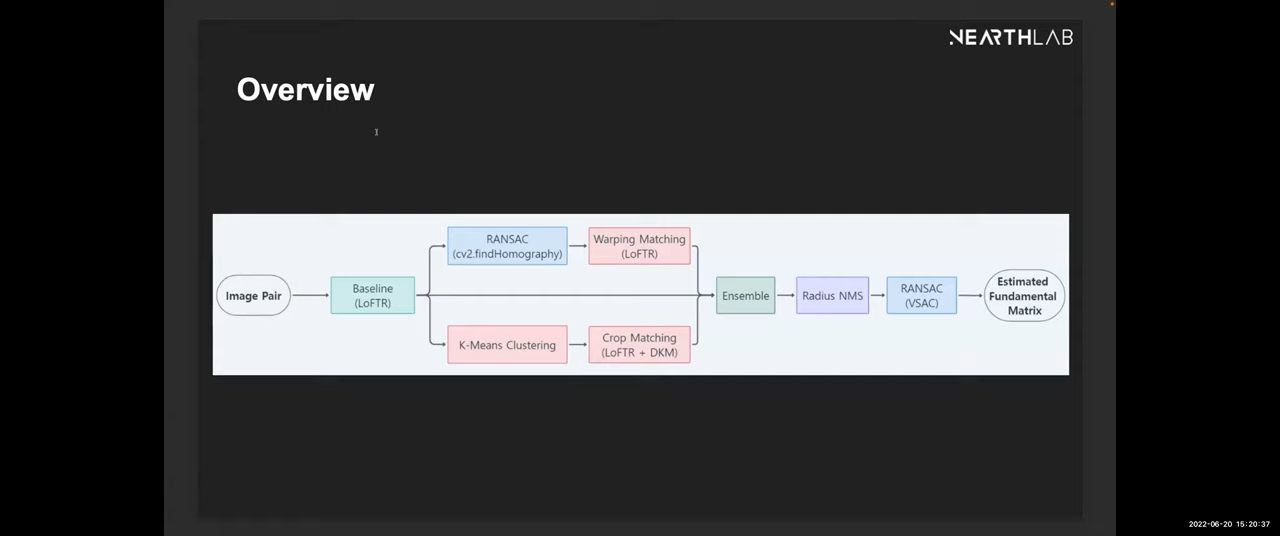 NEARTHLAB
Overview
Image Pair
Baseline
(LoFTR)
RANSAC
(cv2.findHomography)
Warping Matching
(LoFTR)
K-Means Clustering
Crop Matching
(LoFTR + DKM)
Ensemble
Radius NMS
RANSAC
(VSAC)
Estimated
Fundamental
Matrix
2022-06-20 15:20:37